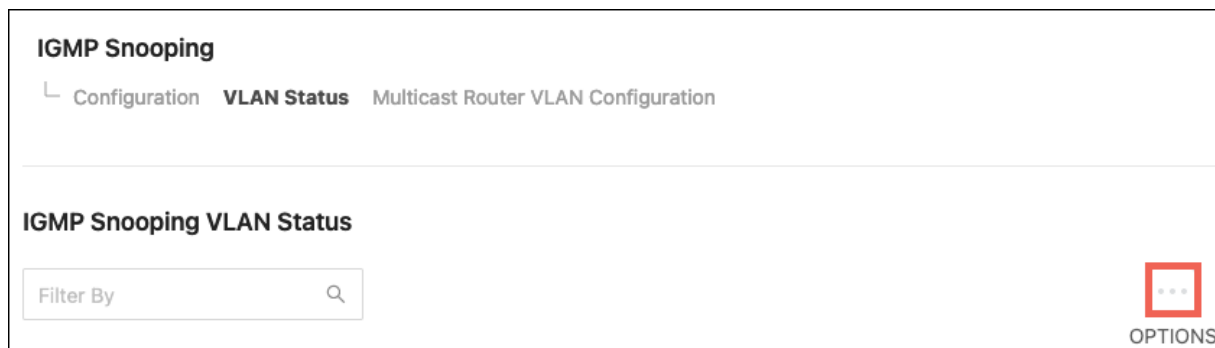 IGMP Snooping
Configuration VLAN Status Multicast Router VLAN Configuration
IGMP Snooping VLAN Status
Filter By
OPTIONS